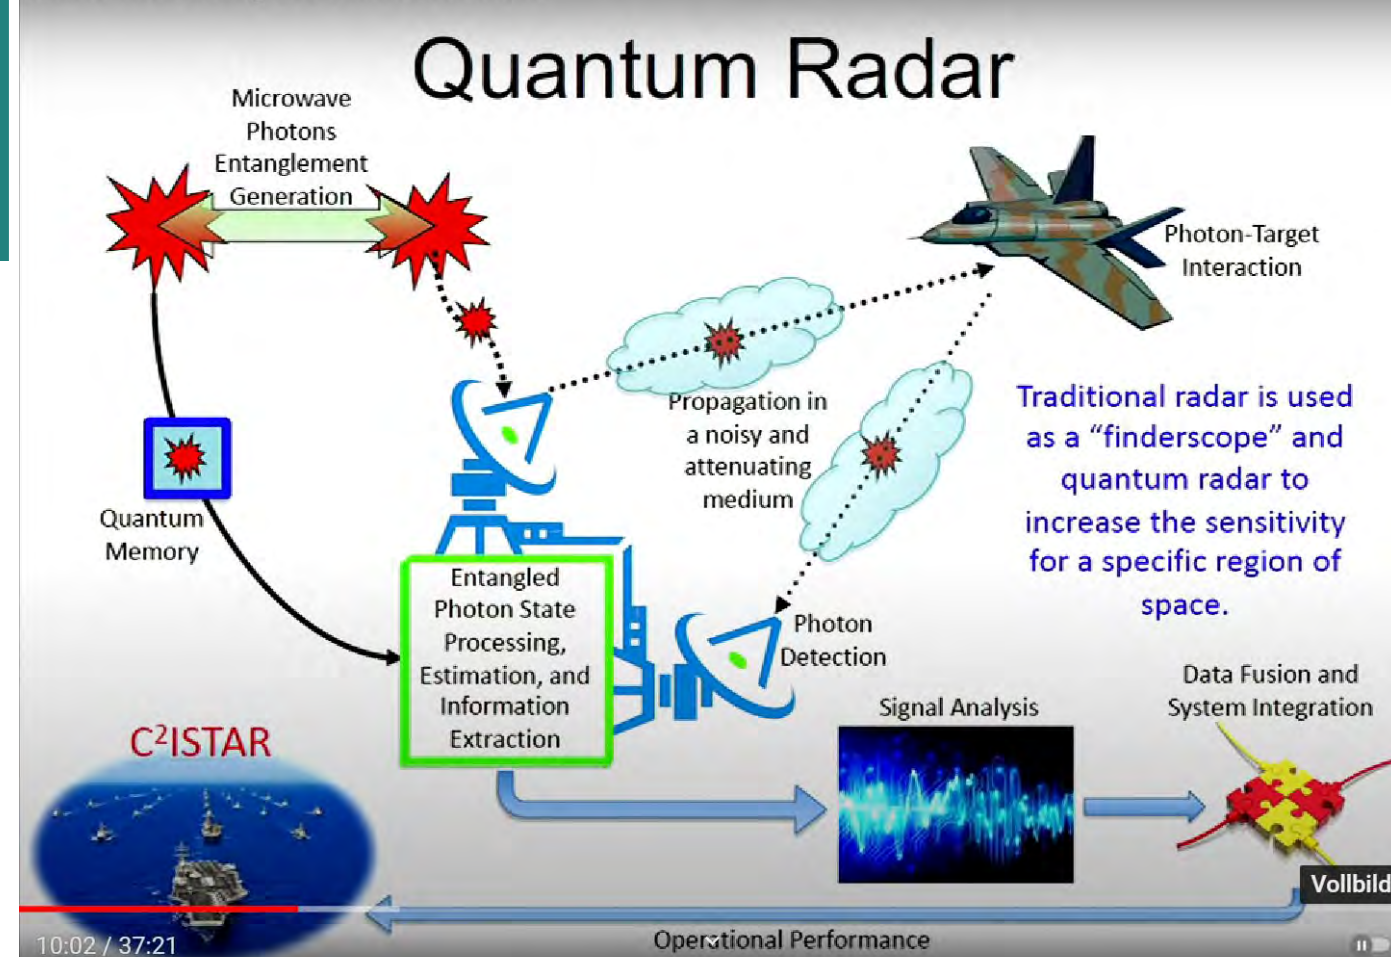 Quantum Radar
Microwave
Photons
Entanglement
Generation
Photon-Target
Interaction
Propagation in
a noisy and
attenuating
medium
Traditional radar is used
as a “finderscope” and
quantum radar to
increase the sensitivity
for a specific region of
space.
Quantum
Memory
Entangled
Photon State
Processing,
Estimation, and
Information
Extraction
Photon
Detection
Signal Analysis
Data Fusion and
System Integration
C²ISTAR
Vollbild
Operational Performance
10:02 / 37:21